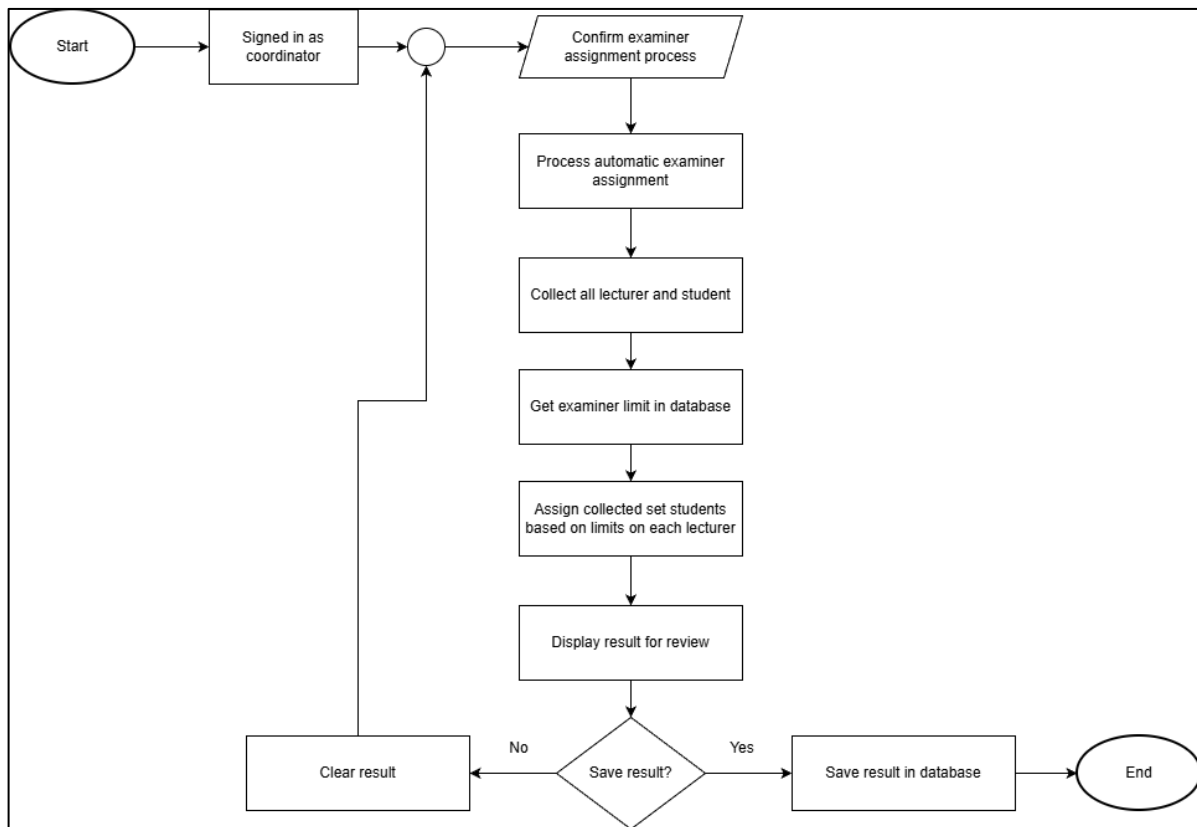 Start
Signed in as
coordinator
Confirm examiner
assignment process
Process automatic examiner
assignment
Collect all lecturer and student
Get examiner limit in database
Assign collected set students
based on limits on each lecturer
Display result for review
Save result?
No
Yes
Clear result
Save result in database
End